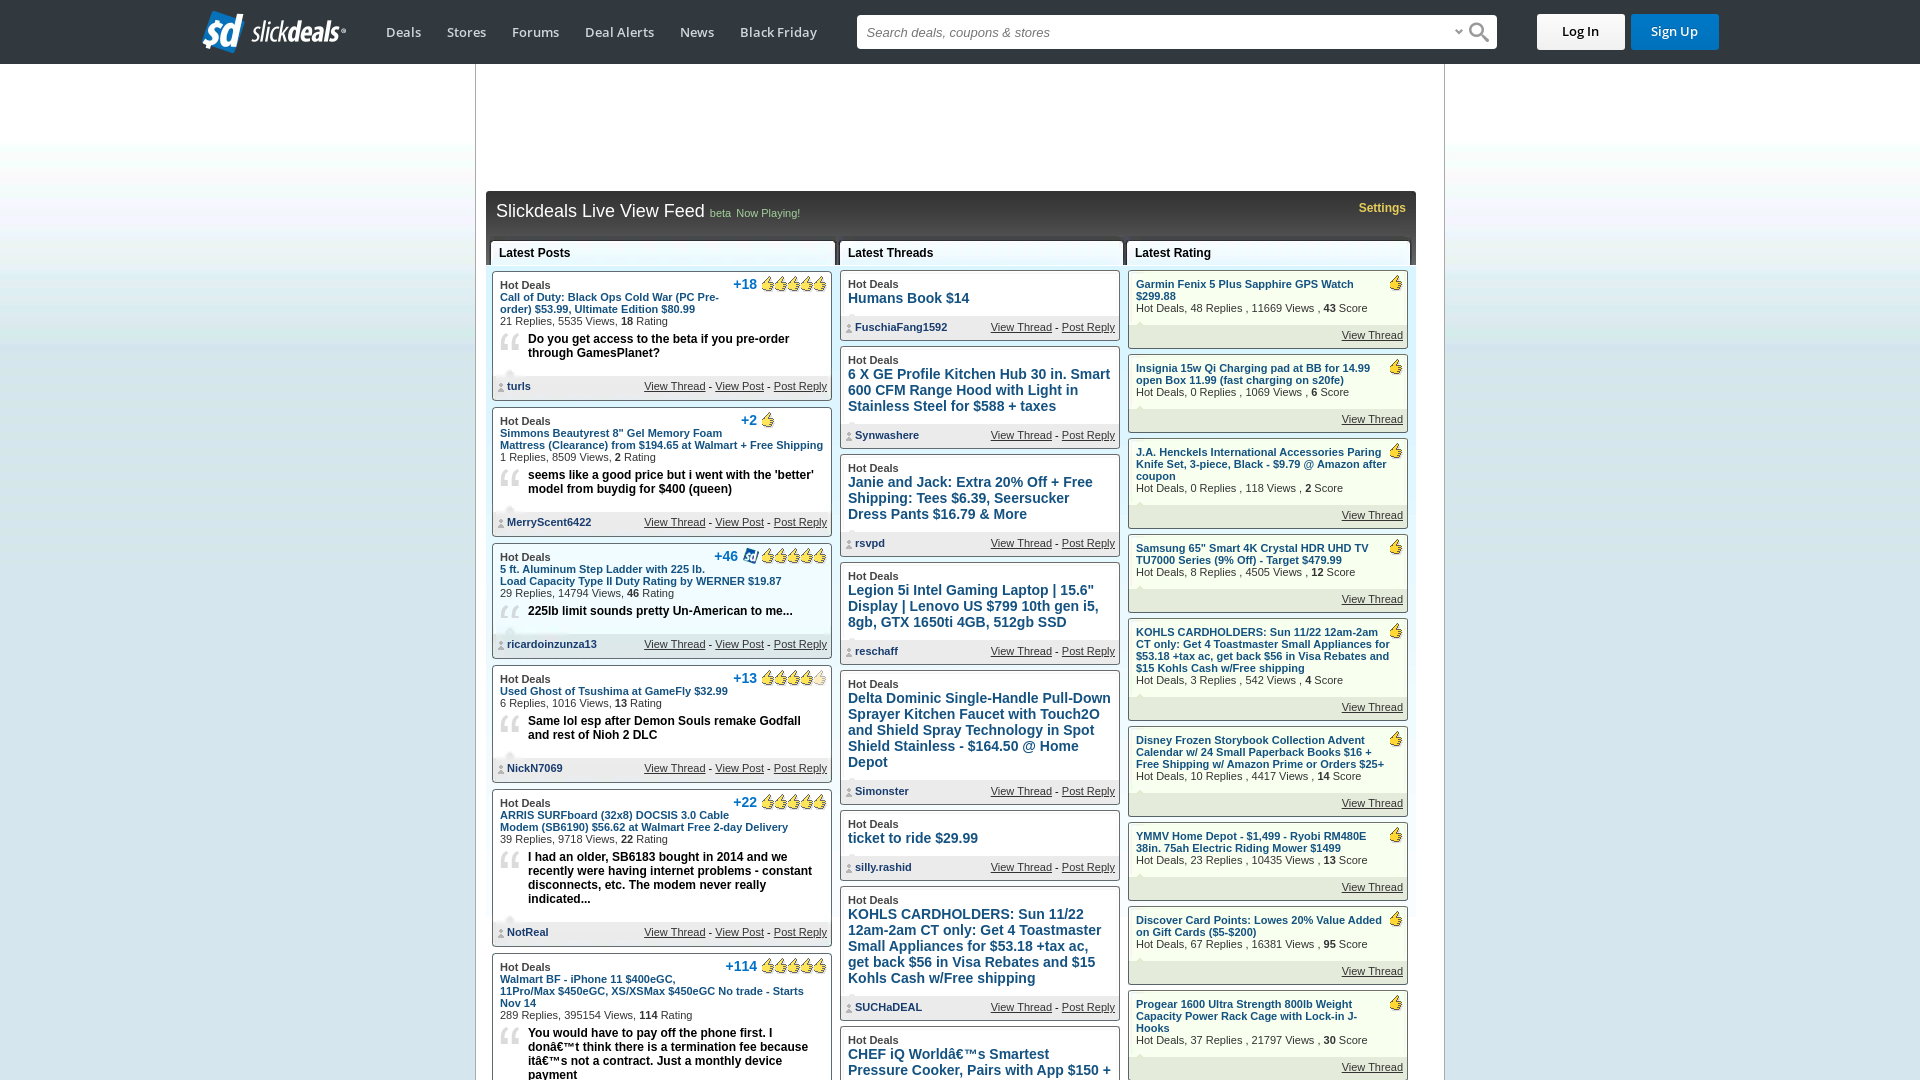 slickdeals
Deals
Stores
Forums
Deal Alerts
News
Black Friday
Search deals, coupons & stores
Log In
Sign Up
Slickdeals Live View Feed beta Now Playing!
Settings
Latest Posts
Hot Deals
+18
Call of Duty: Black Ops Cold War (PC Pre-
order) $53.99, Ultimate Edition $80.99
21 Replies, 5535 Views, 18 Rating
Do you get access to the beta if you pre-order
through GamesPlanet?
turls
View Thread - View Post - Post Reply
Hot Deals
+2
Simmons Beautyrest 8" Gel Memory Foam
Mattress (Clearance) from $194.65 at Walmart + Free Shipping
1 Replies, 8509 Views, 2 Rating
seems like a good price but i went with the 'better'
model from buydig for $400 (queen)
MerryScent6422
View Thread - View Post - Post Reply
Hot Deals
+46
5 ft. Aluminum Step Ladder with 225 lb.
Load Capacity Type II Duty Rating by WERNER $19.87
29 Replies, 14794 Views, 46 Rating
225lb limit sounds pretty Un-American to me...
ricardoinzunza13
View Thread - View Post - Post Reply
Hot Deals
+13
Used Ghost of Tsushima at GameFly $32.99
6 Replies, 1016 Views, 13 Rating
Same lol esp after Demon Souls remake Godfall
and rest of Nioh 2 DLC
NickN7069
View Thread - View Post - Post Reply
Hot Deals
+22
ARRIS SURFboard (32x8) DOCSIS 3.0 Cable
Modem (SB6190) $56.62 at Walmart Free 2-day Delivery
39 Replies, 9718 Views, 22 Rating
I had an older, SB6183 bought in 2014 and we
recently were having internet problems - constant
disconnects, etc. The modem never really
indicated...
NotReal
View Thread - View Post - Post Reply
Hot Deals
+114
Walmart BF - iPhone 11 $400eGC,
11Pro/Max $450eGC, XS/XSMax $450eGC No trade - Starts
Nov 14
289 Replies, 395154 Views, 114 Rating
You would have to pay off the phone first. I
donâ€™t think there is a termination fee because
itâ€™s not a contract. Just a monthly device
payment
Latest Threads
Hot Deals
Humans Book $14
FuschiaFang1592
View Thread - Post Reply
Hot Deals
6 X GE Profile Kitchen Hub 30 in. Smart
600 CFM Range Hood with Light in
Stainless Steel for $588 + taxes
Synwashere
View Thread - Post Reply
Hot Deals
Janie and Jack: Extra 20% Off + Free
Shipping: Tees $6.39, Seersucker
Dress Pants $16.79 & More
rsvpd
View Thread - Post Reply
Hot Deals
Legion 5i Intel Gaming Laptop | 15.6"
Display | Lenovo US $799 10th gen i5,
8gb, GTX 1650ti 4GB, 512gb SSD
reschaff
View Thread - Post Reply
Hot Deals
Delta Dominic Single-Handle Pull-Down
Sprayer Kitchen Faucet with Touch2O
and Shield Spray Technology in Spot
Shield Stainless - $164.50 @ Home
Depot
Simonster
View Thread - Post Reply
Hot Deals
ticket to ride $29.99
silly.rashid
View Thread - Post Reply
Hot Deals
KOHLS CARDHOLDERS: Sun 11/22
12am-2am CT only: Get 4 Toastmaster
Small Appliances for $53.18 +tax ac,
get back $56 in Visa Rebates and $15
Kohls Cash w/Free shipping
SUCHaDEAL
View Thread - Post Reply
Hot Deals
CHEF iQ Worldâ€™s Smartest
Pressure Cooker, Pairs with App $150 +
Latest Rating
Garmin Fenix 5 Plus Sapphire GPS Watch
$299.88
Hot Deals, 48 Replies , 11669 Views , 43 Score
View Thread
Insignia 15w Qi Charging pad at BB for 14.99
open Box 11.99 (fast charging on s20fe)
Hot Deals, 0 Replies , 1069 Views , 6 Score
View Thread
J.A. Henckels International Accessories Paring
Knife Set, 3-piece, Black - $9.79 @ Amazon after
coupon
Hot Deals, 0 Replies , 118 Views , 2 Score
View Thread
Samsung 65" Smart 4K Crystal HDR UHD TV
TU7000 Series (9% Off) - Target $479.99
Hot Deals, 8 Replies , 4505 Views , 12 Score
View Thread
KOHLS CARDHOLDERS: Sun 11/22 12am-2am
CT only: Get 4 Toastmaster Small Appliances for
$53.18 +tax ac, get back $56 in Visa Rebates and
$15 Kohls Cash w/Free shipping
Hot Deals, 3 Replies , 542 Views , 4 Score
View Thread
Disney Frozen Storybook Collection Advent
Calendar w/ 24 Small Paperback Books $16 +
Free Shipping w/ Amazon Prime or Orders $25+
Hot Deals, 10 Replies , 4417 Views , 14 Score
View Thread
YMMV Home Depot - $1,499 - Ryobi RM480E
38in. 75ah Electric Riding Mower $1499
Hot Deals, 23 Replies , 10435 Views , 13 Score
View Thread
Discover Card Points: Lowes 20% Value Added
on Gift Cards ($5-$200)
Hot Deals, 67 Replies , 16381 Views , 95 Score
View Thread
Progear 1600 Ultra Strength 800lb Weight
Capacity Power Rack Cage with Lock-in J-
Hooks
Hot Deals, 37 Replies , 21797 Views , 30 Score
View Thread